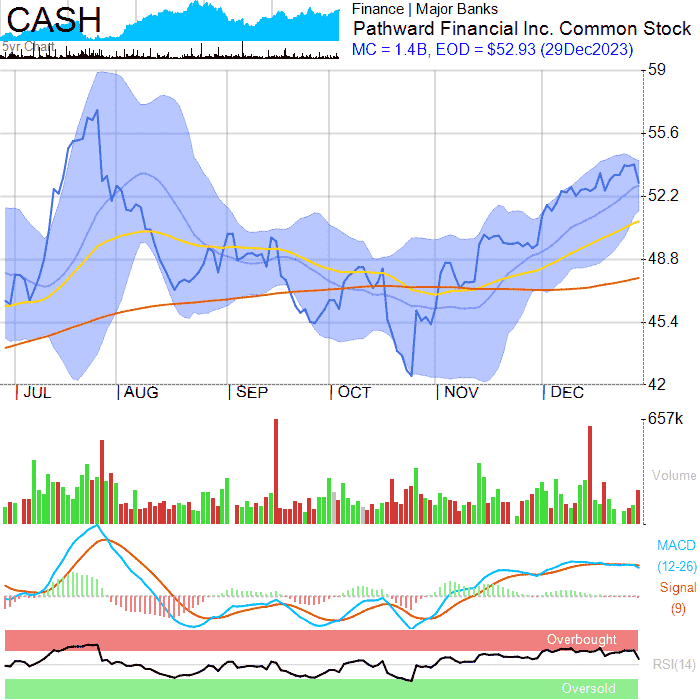 CASH
5yr Chart
Finance | Major Banks
Pathward Financial Inc. Common Stock
MC = 1.4B, EOD = $52.93 (29Dec2023)
59
55.6
52.2
48.8
45.4
42
JUL
AUG
SEP
OCT
NOV
DEC
657k
Volume
MACD
(12-26)
Signal
(9)
Overbought
RSI(14)
Oversold